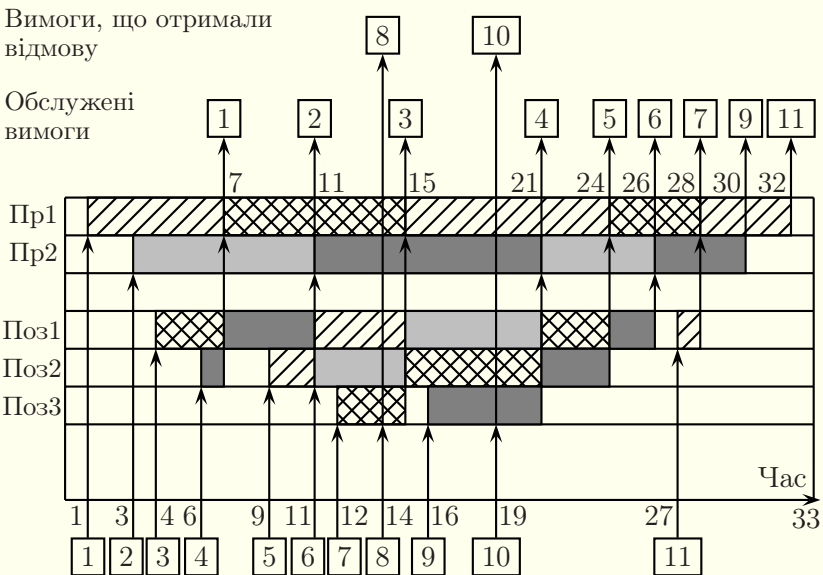 Вимоги, що отримали
відмову
8 10
Обслужені
вимоги
1 2 3 4 5 6 7 9 11
7 11 15 21 24 26 28 30 32
Пр1
Пр2
Поз1
Поз2
Поз3
Час
1 3 4 6 9 11 12 14 16 19 27 33
1 2 3 4 5 6 7 8 9 10 11